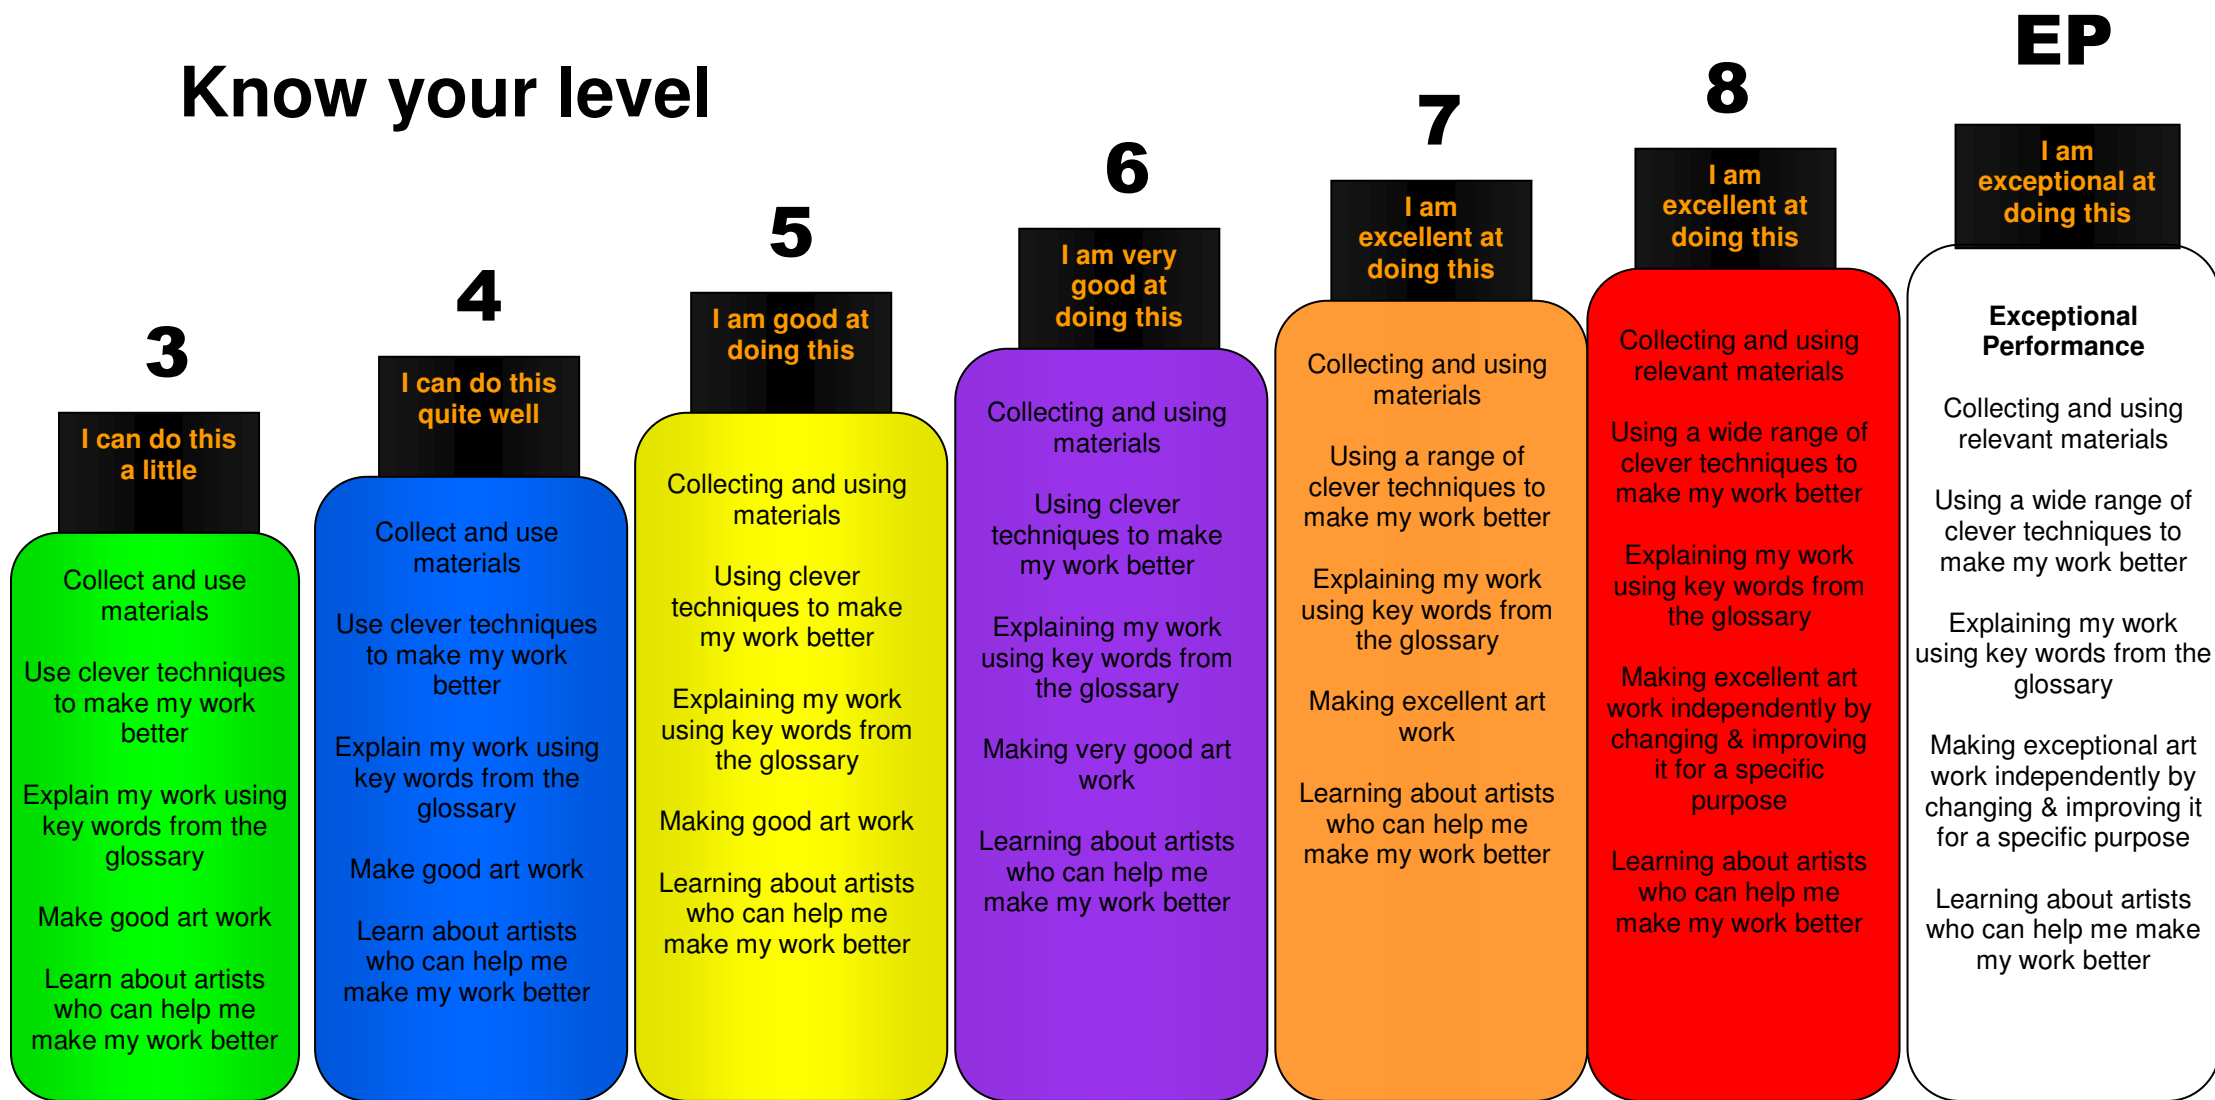 Know your level
3
I can do this
a little
Collect and use
materials
Use clever techniques
to make my work
better
Explain my work using
key words from the
glossary
Make good art work
Learn about artists
who can help me
make my work better
4
I can do this
quite well
Collect and use
materials
Use clever techniques
to make my work
better
Explain my work using
key words from the
glossary
Make good art work
Learn about artists
who can help me
make my work better
5
I am good at
doing this
Collecting and using
materials
Using clever
techniques to make
my work better
Explaining my work
using key words from
the glossary
Making good art work
Learning about artists
who can help me
make my work better
6
I am very
good at
doing this
Collecting and using
materials
Using clever
techniques to make
my work better
Explaining my work
using key words from
the glossary
Making very good art
work
Learning about artists
who can help me
make my work better
7
I am
excellent at
doing this
Collecting and using
materials
Using a range of
clever techniques to
make my work better
Explaining my work
using key words from
the glossary
Making excellent art
work
Learning about artists
who can help me
make my work better
8
I am
excellent at
doing this
Collecting and using
relevant materials
Using a wide range of
clever techniques to
make my work better
Explaining my work
using key words from
the glossary
Making excellent art
work independently by
changing & improving
it for a specific
purpose
Learning about artists
who can help me
make my work better
EP
I am
exceptional at
doing this
Exceptional
Performance
Collecting and using
relevant materials
Using a wide range of
clever techniques to
make my work better
Explaining my work
using key words from the
glossary
Making exceptional art
work independently by
changing & improving it
for a specific purpose
Learning about artists
who can help me make
my work better